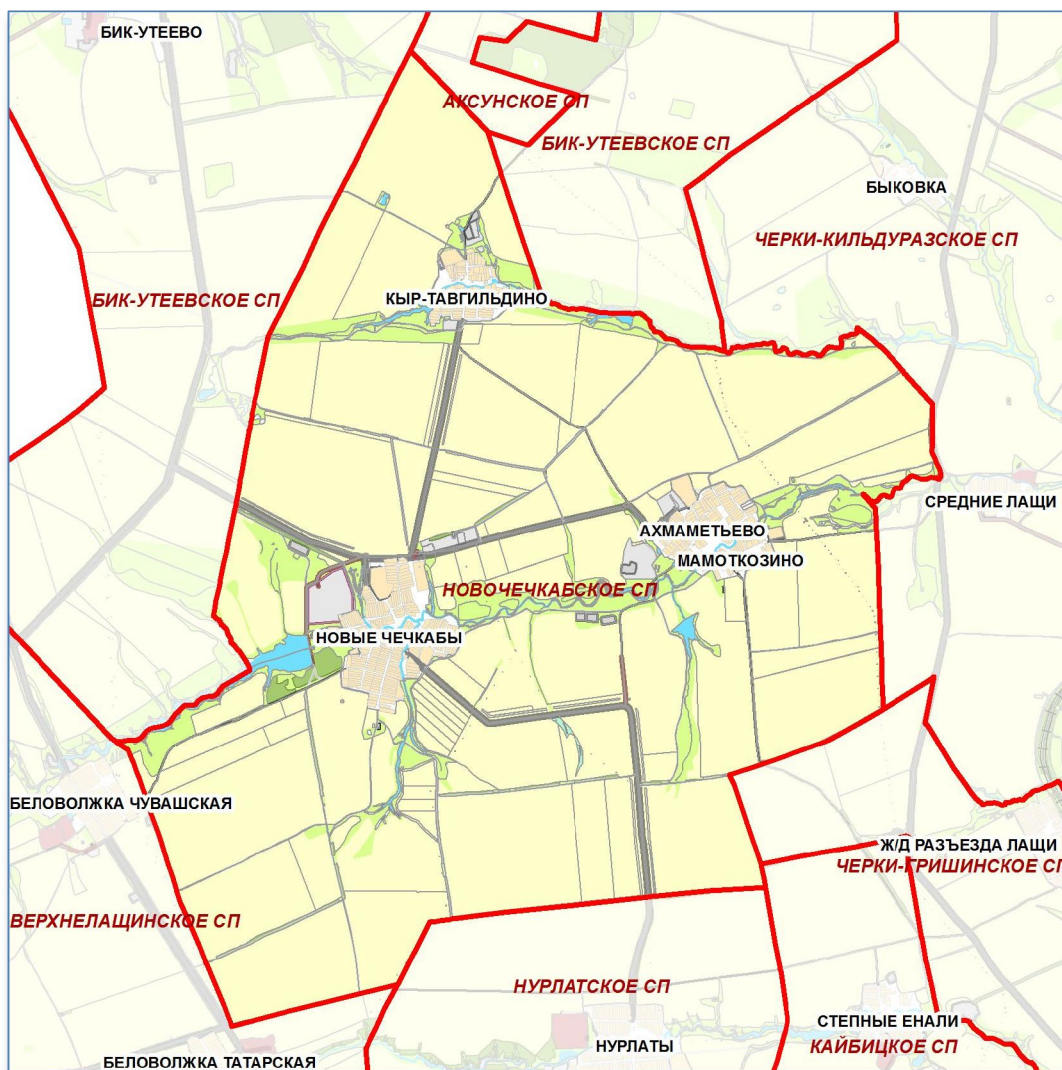 БИК-УТЕЕВО
АКСУНСКОЕ СП
БИК-УТЕЕВСКОЕ СП
БЫКОВКА
ЧЕРКИ-КИЛЬДУРАЗСКОЕ СП
БИК-УТЕЕВСКОЕ СП
КЫР-ТАВГИЛЬДИНО
СРЕДНИЕ ЛАЩИ
АХМАМЕТЬЕВО
МАМОТКОЗИНО
НОВОЧЕЧКАБСКОЕ СП
НОВЫЕ ЧЕЧКАБЫ
БЕЛОВОЛЖКА ЧУВАШСКАЯ
Ж/Д РАЗЪЕЗДА ЛАЩИ
ЧЕРКИ-ГРИШИНСКОЕ СП
ВЕРХНЕЛАЩИНСКОЕ СП
НУРЛАТСКОЕ СП
СТЕПНЫЕ ЕНАЛИ
НУРЛАТЫ
КАЙБИЦКОЕ СП
БЕЛОВОЛЖКА ТАТАРСКАЯ